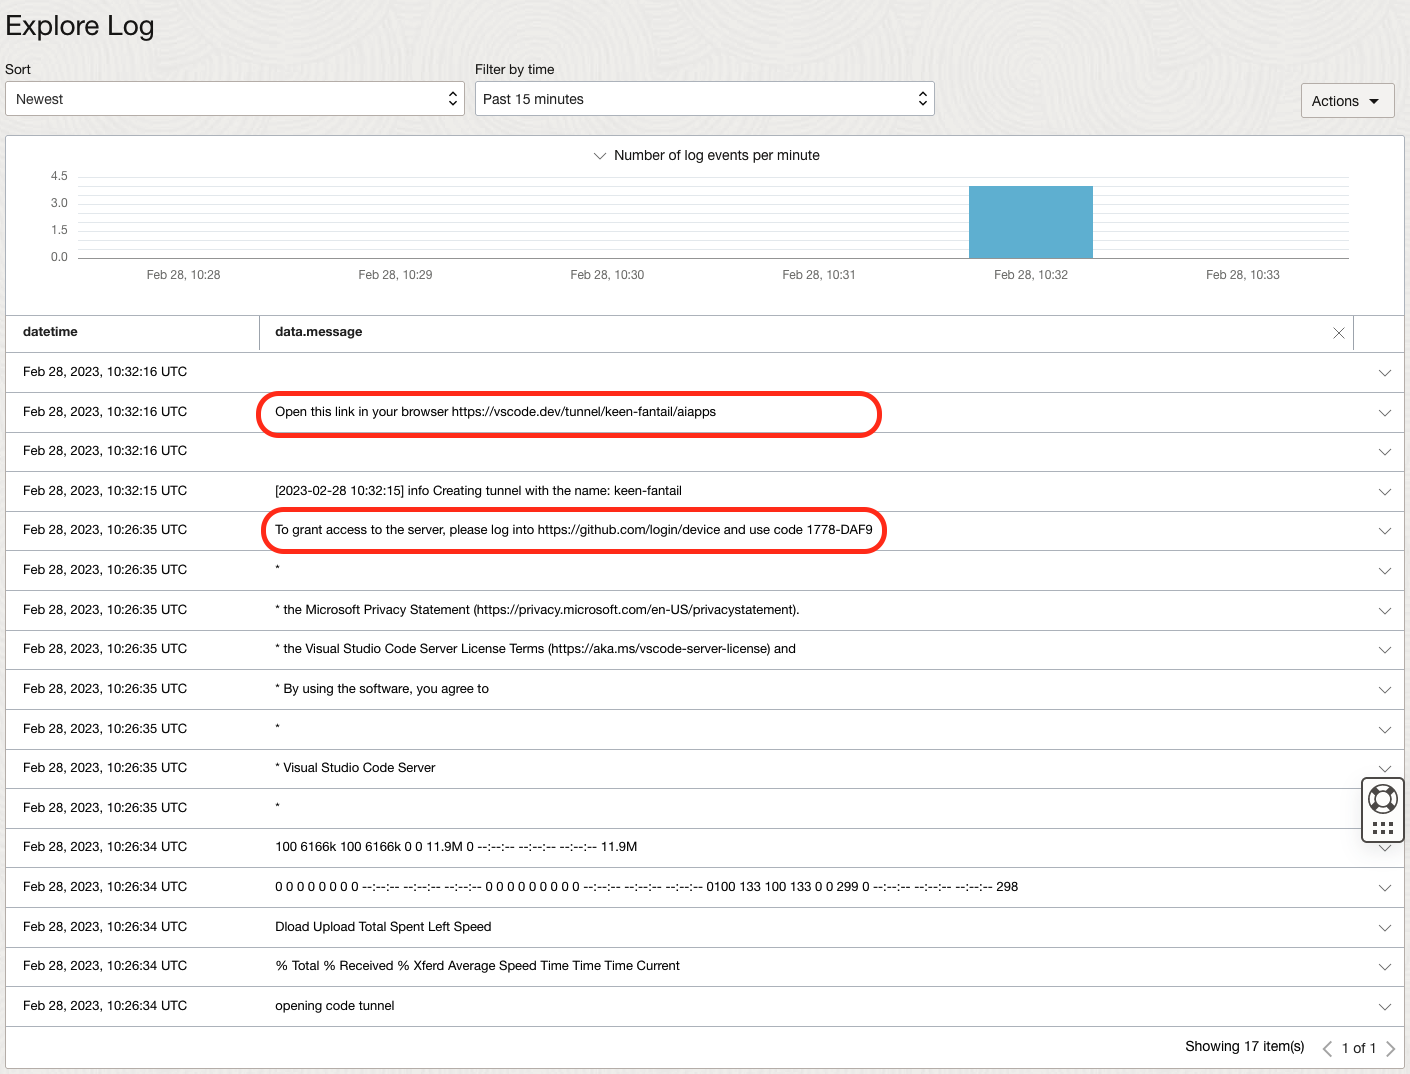 Explore Log
Sort
Filter by time
Newest
Past 15 minutes
Actions
Number of log events per minute
4.5
3.0
1.5
0.0
Feb 28, 10:28
Feb 28, 10:29
Feb 28, 10:30
Feb 28, 10:31
Feb 28, 10:32
Feb 28, 10:33
datetime
data.message
Feb 28, 2023, 10:32:16 UTC
Feb 28, 2023, 10:32:16 UTC Open this link in your browser https://vscode.dev/tunnel/keen-fantail/aiapps
Feb 28, 2023, 10:32:16 UTC
Feb 28, 2023, 10:32:15 UTC [2023-02-28 10:32:15] info Creating tunnel with the name: keen-fantail
Feb 28, 2023, 10:26:35 UTC To grant access to the server, please log into https://github.com/login/device and use code 1778-DAF9
Feb 28, 2023, 10:26:35 UTC *
Feb 28, 2023, 10:26:35 UTC * the Microsoft Privacy Statement (https://privacy.microsoft.com/en-US/privacystatement).
Feb 28, 2023, 10:26:35 UTC * the Visual Studio Code Server License Terms (https://aka.ms/vscode-server-license) and
Feb 28, 2023, 10:26:35 UTC * By using the software, you agree to
Feb 28, 2023, 10:26:35 UTC *
Feb 28, 2023, 10:26:35 UTC * Visual Studio Code Server
Feb 28, 2023, 10:26:35 UTC *
Feb 28, 2023, 10:26:34 UTC 100 6166k 100 6166k 0 0 11.9M 0 --:--:-- --:--:-- --:--:-- 11.9M
Feb 28, 2023, 10:26:34 UTC 0 0 0 0 0 0 0 0 --:--:-- --:--:-- --:--:-- 0 0 0 0 0 0 0 0 0 --:--:-- --:--:-- --:--:-- 0100 133 100 133 0 0 299 0 --:--:-- --:--:-- --:--:-- 298
Feb 28, 2023, 10:26:34 UTC Dload Upload Total Spent Left Speed
Feb 28, 2023, 10:26:34 UTC % Total % Received % Xferd Average Speed Time Time Time Current
Feb 28, 2023, 10:26:34 UTC opening code tunnel
Showing 17 item(s) 1 of 1